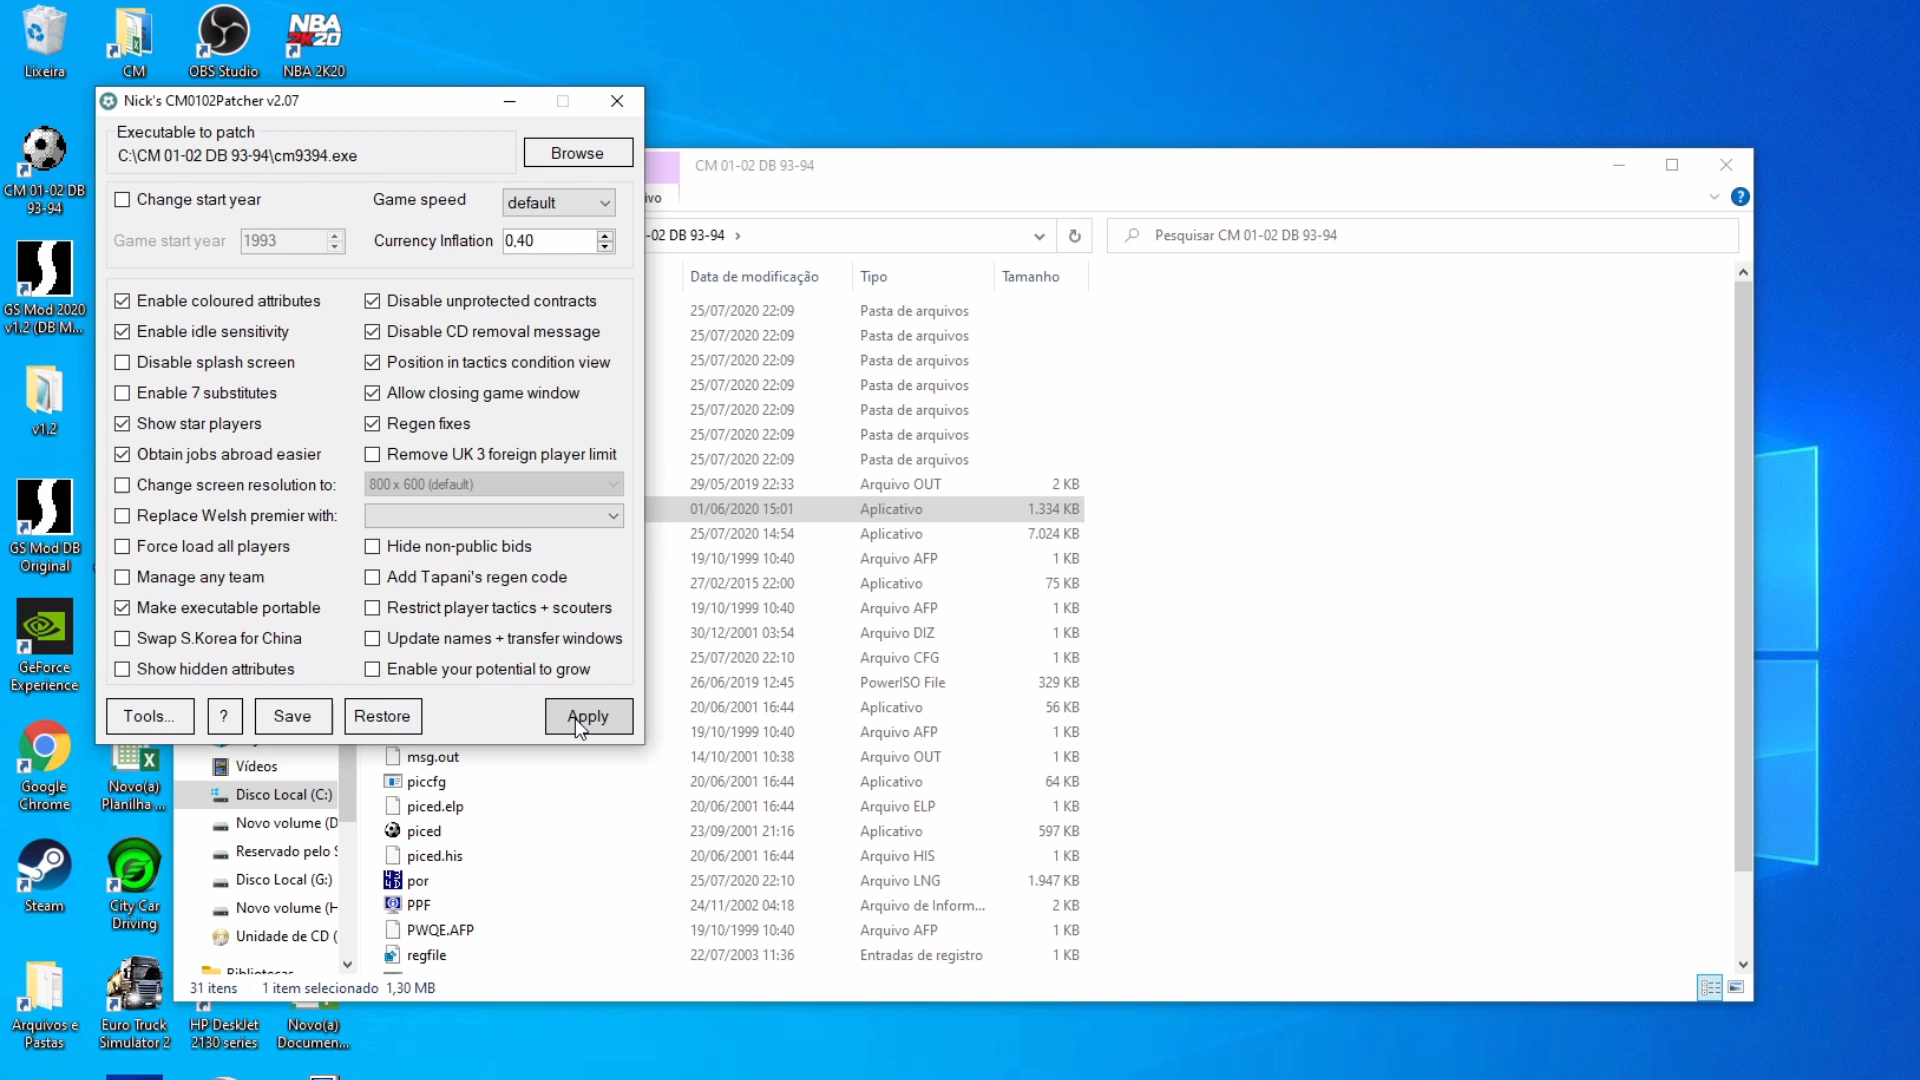 Lixeira
CM
OBS Studio
NBA 2K20
CM 01-02 DB
93-94
GS Mod 2020
v1.2 (DB M...
v1.2
GS Mod DB
Original
GeForce
Experience
Google
Chrome
Novo(a)
Planilha ...
Steam
City Car
Driving
Arquivos e
Pastas
Euro Truck
Simulator 2
HP DeskJet
2130 series
Novo(a)
Documen...
Nick's CM0102Patcher v2.07
Executable to patch
C:\CM 01-02 DB 93-94\cm9394.exe
Browse
Change start year
Game speed
default
Game start year
1993
Currency Inflation
0.40
Enable coloured attributes
Disable unprotected contracts
Enable idle sensitivity
Disable CD removal message
Disable splash screen
Position in tactics condition view
Enable 7 substitutes
Allow closing game window
Show star players
Regen fixes
Obtain jobs abroad easier
Remove UK 3 foreign player limit
Change screen resolution to:
800 x 600 (default)
Replace Welsh premier with:
Force load all players
Hide non-public bids
Manage any team
Add Tapani's regen code
Make executable portable
Restrict player tactics + scouters
Swap S.Korea for China
Update names + transfer windows
Show hidden attributes
Enable your potential to grow
Tools...
?
Save
Restore
Apply
CM 01-02 DB 93-94
ivo
?
-02 DB 93-94
Pesquisar CM 01-02 DB 93-94
Data de modificação
Tipo
Tamanho
25/07/2020 22:09 Pasta de arquivos
25/07/2020 22:09 Pasta de arquivos
25/07/2020 22:09 Pasta de arquivos
25/07/2020 22:09 Pasta de arquivos
25/07/2020 22:09 Pasta de arquivos
25/07/2020 22:09 Pasta de arquivos
25/07/2020 22:09 Pasta de arquivos
29/05/2019 22:33 Arquivo OUT 2 KB
01/06/2020 15:01 Aplicativo 1.334 KB
25/07/2020 14:54 Aplicativo 7.024 KB
19/10/1999 10:40 Arquivo AFP 1 KB
27/02/2015 22:00 Aplicativo 75 KB
19/10/1999 10:40 Arquivo AFP 1 KB
30/12/2001 03:54 Arquivo DIZ 1 KB
25/07/2020 22:10 Arquivo CFG 1 KB
26/06/2019 12:45 PowerISO File 329 KB
20/06/2001 16:44 Aplicativo 56 KB
19/10/1999 10:40 Arquivo AFP 1 KB
msg.out 14/10/2001 10:38 Arquivo OUT 1 KB
piccfg 20/06/2001 16:44 Aplicativo 64 KB
piced.elp 20/06/2001 16:44 Arquivo ELP 1 KB
piced 23/09/2001 21:16 Aplicativo 597 KB
piced.his 20/06/2001 16:44 Arquivo HIS 1 KB
por 25/07/2020 22:10 Arquivo LNG 1.947 KB
PPF 24/11/2002 04:18 Arquivo de Inform... 2 KB
PWQE.AFP 19/10/1999 10:40 Arquivo AFP 1 KB
regfile 22/07/2003 11:36 Entradas de registro 1 KB
Vídeos
Disco Local (C:)
Novo volume (D
Reservado pelo S
Disco Local (G:)
Novo volume (H
Unidade de CD (
Bibliotecas
31 itens
1 item selecionado 1,30 MB